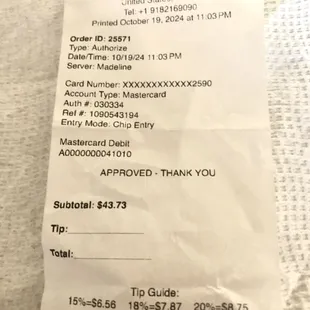 United States
Tel: +1 9182169090
Printed October 19, 2024 at 11:03 PM
Order ID: 25571
Type: Authorize
Date/Time: 10/19/24 11:03 PM
Server: Madeline
Card Number: XXXXXXXXXXXX2590
Account Type: Mastercard
Auth #: 030334
Ref #: 1090543194
Entry Mode: Chip Entry
Mastercard Debit
A0000000041010
APPROVED - THANK YOU
Subtotal: $43.73
Tip:
Total:
Tip Guide:
15%=$6.56 18%=$7.87 20%=$8.75